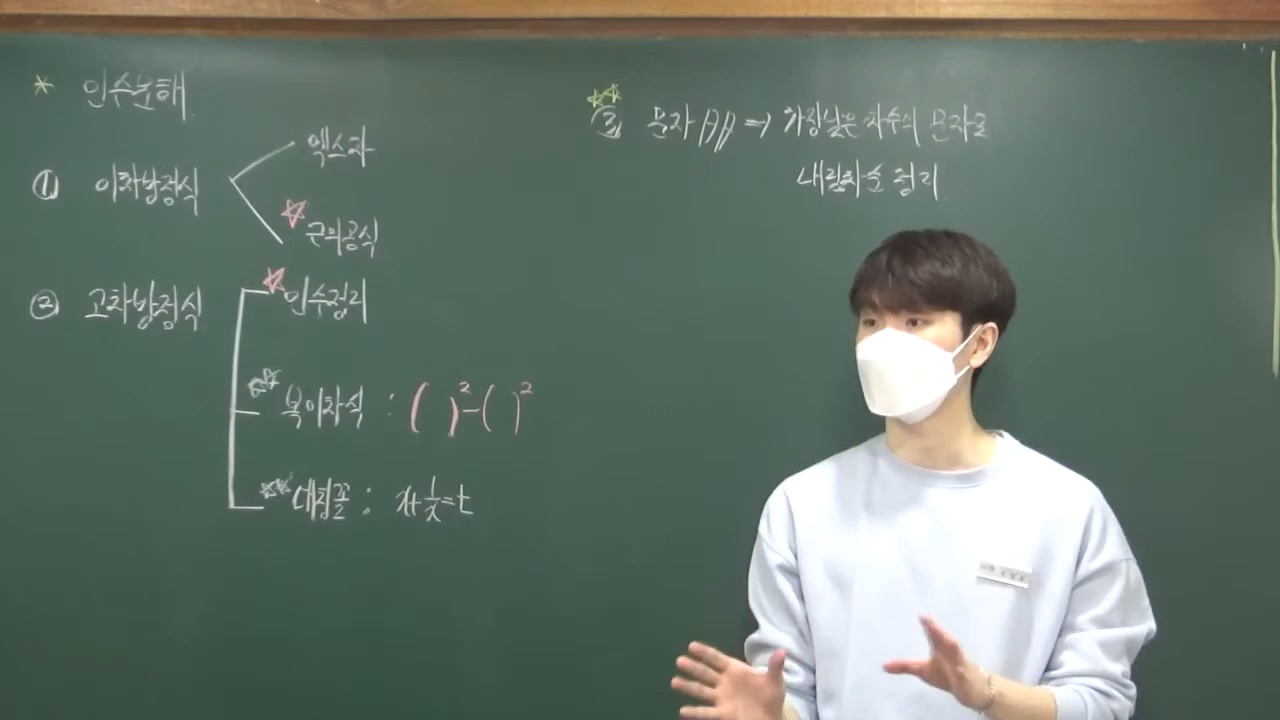 * 인수분해
① 이차방정식
엑스자
☆ 근의공식
② 고차방정식
☆ 인수정리
☆☆ 복이차식 : ( )²-( )²
☆☆ 대칭꼴 : x+1/x=t
☆☆
③ 문자 ⇒ 가장낮은 차수의 문자로
내림차순 정리